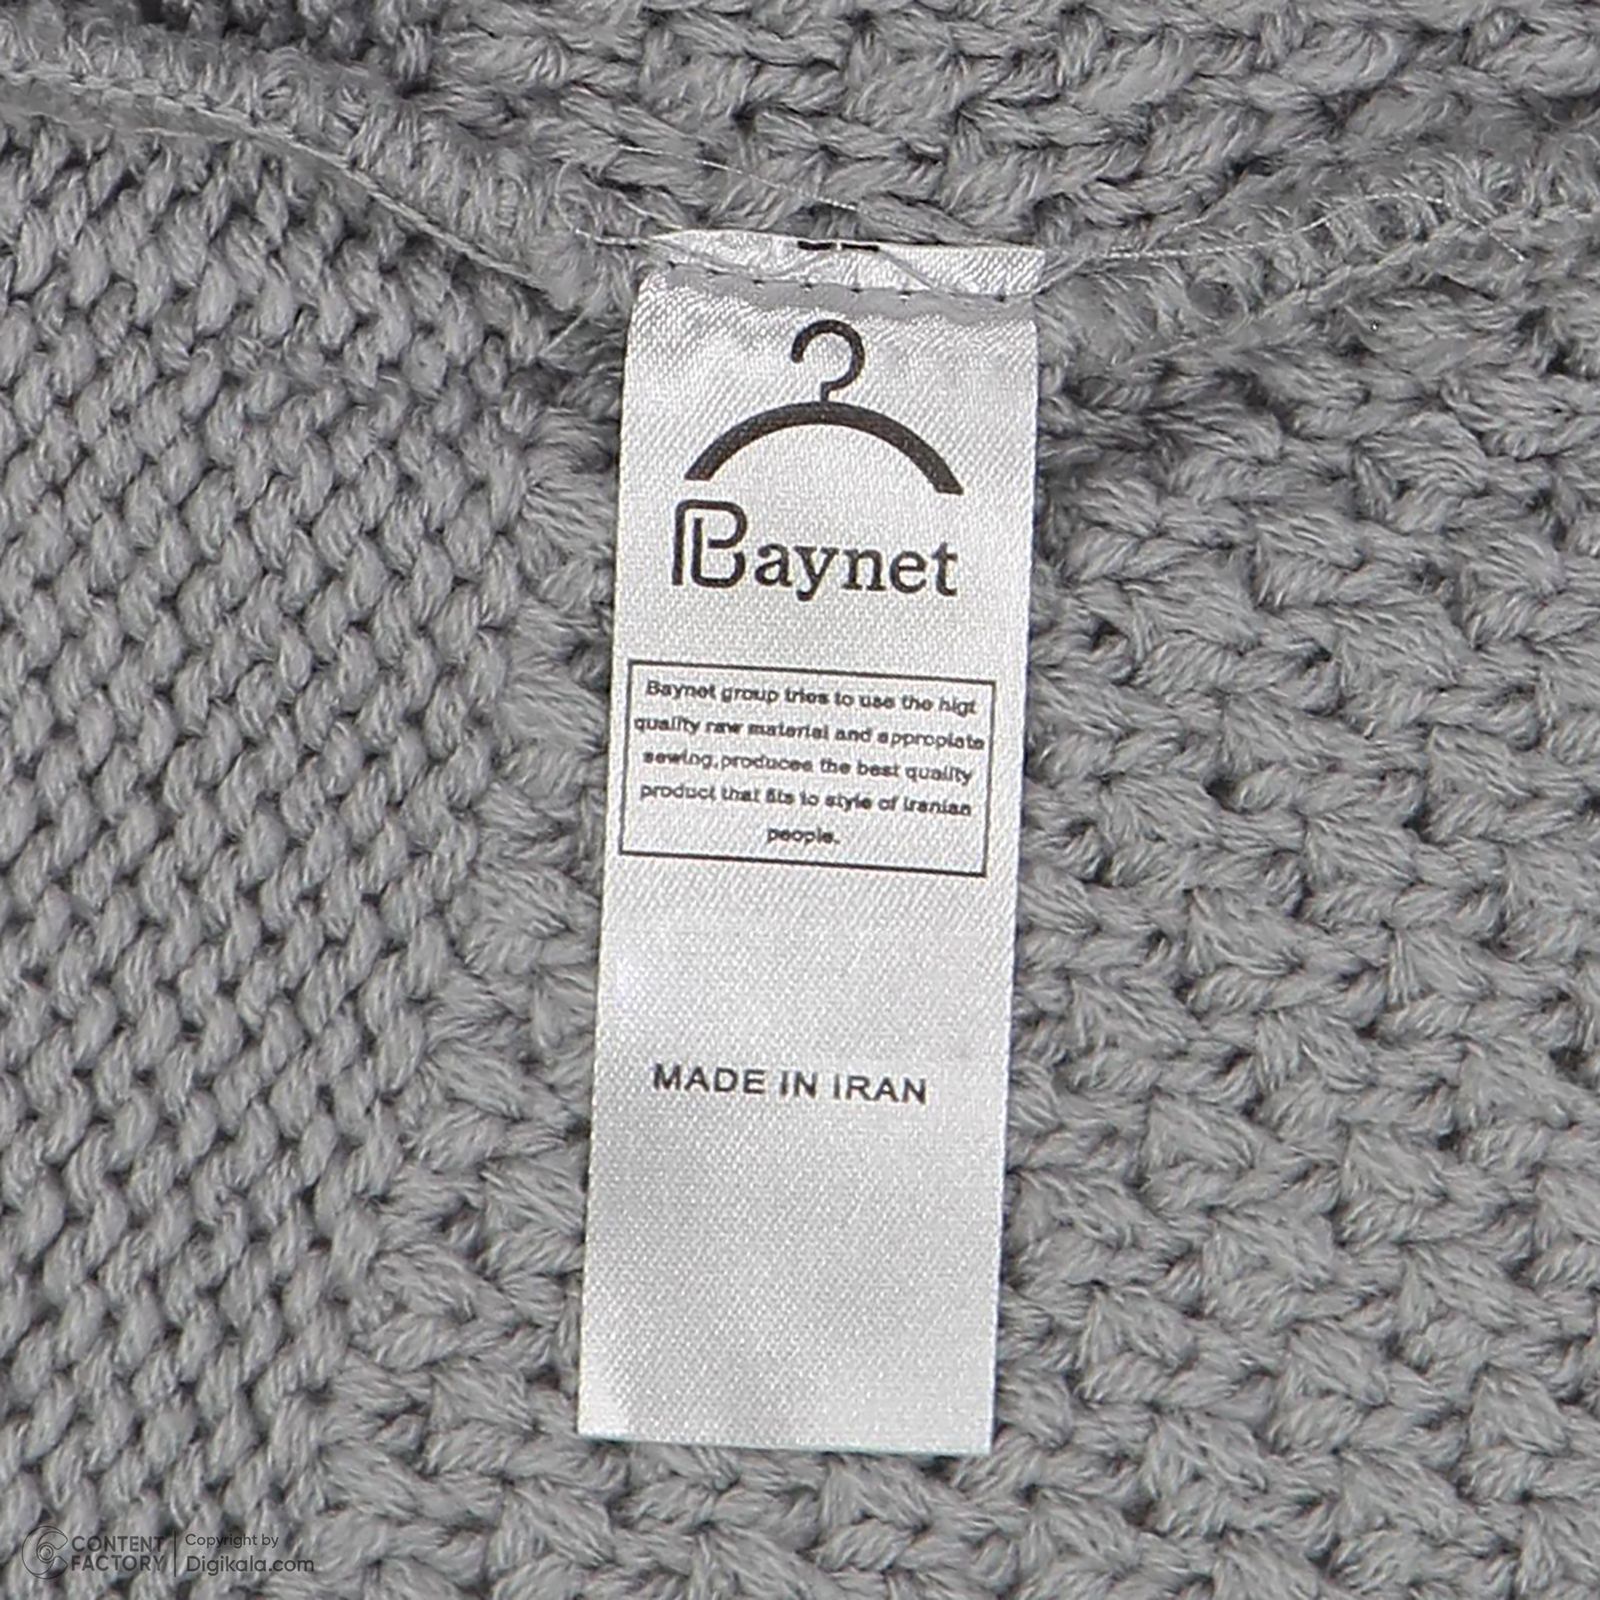 Baynet
Baynet group tries to use the higt
quality raw material and appropiate
sewing,produces the best quality
product that fits to style of iranian
people.
MADE IN IRAN
CONTENT
FACTORY
Copyright by
Digikala.com